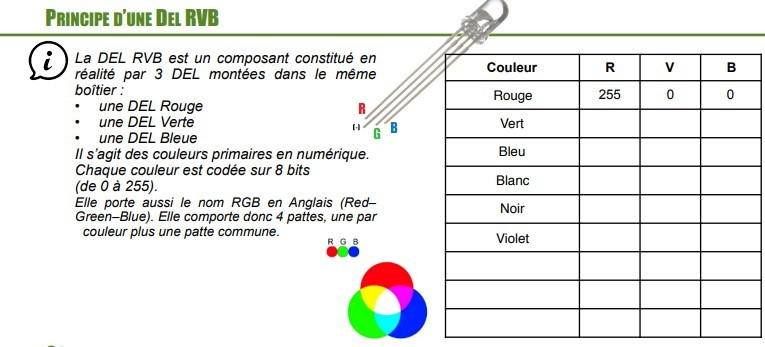 PRINCIPE D'UNE DEL RVB
i
La DEL RVB est un composant constitué en
réalité par 3 DEL montées dans le même
boîtier :
• une DEL Rouge
• une DEL Verte
• une DEL Bleue
Il s'agit des couleurs primaires en numérique.
Chaque couleur est codée sur 8 bits
(de 0 à 255).
Elle porte aussi le nom RGB en Anglais (Red–
Green–Blue). Elle comporte donc 4 pattes, une par
couleur plus une patte commune.
R
(-)
G B
R G B
Couleur R V B
Rouge 255 0 0
Vert
Bleu
Blanc
Noir
Violet